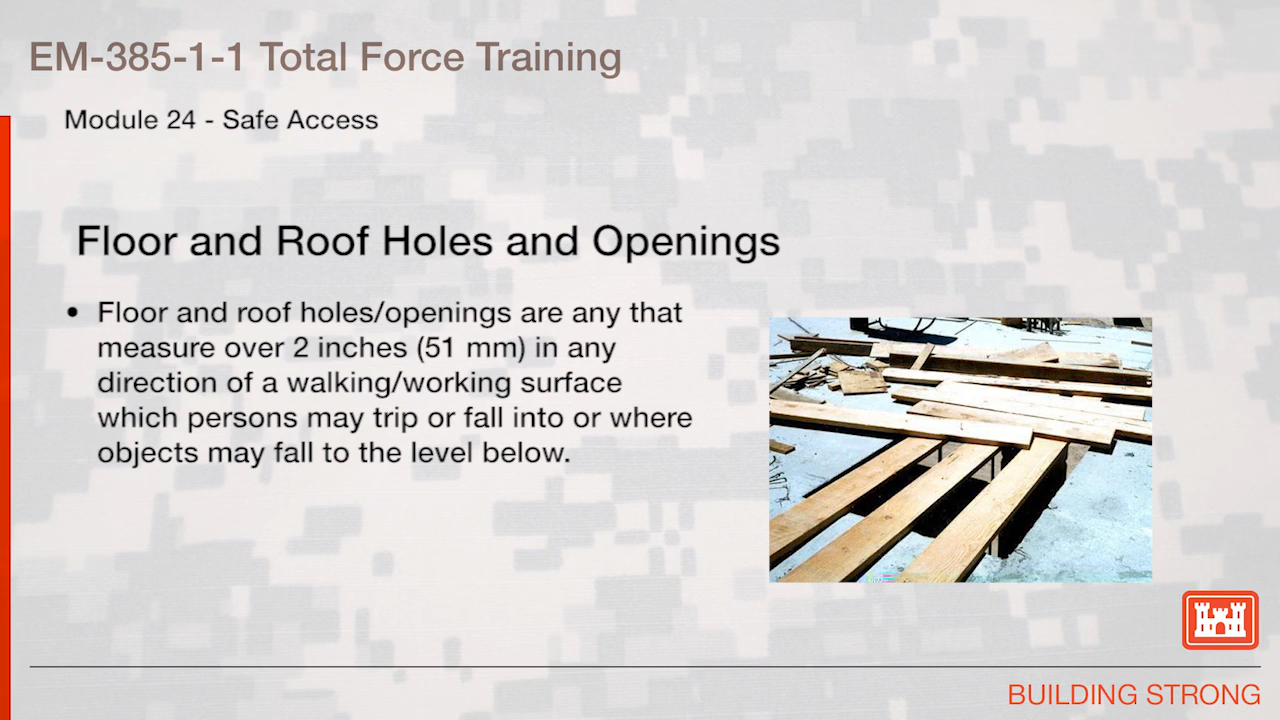 EM-385-1-1 Total Force Training
Module 24 - Safe Access
Floor and Roof Holes and Openings
• Floor and roof holes/openings are any that
measure over 2 inches (51 mm) in any
direction of a walking/working surface
which persons may trip or fall into or where
objects may fall to the level below.
BUILDING STRONG